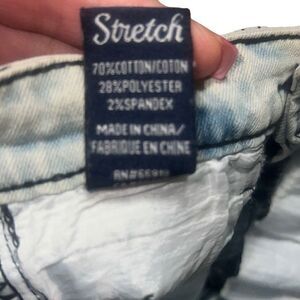 Stretch
70%COTTON/COTON
28%POLYESTER
2%SPANDEX
MADE IN CHINA/
FABRIQUE EN CHINE